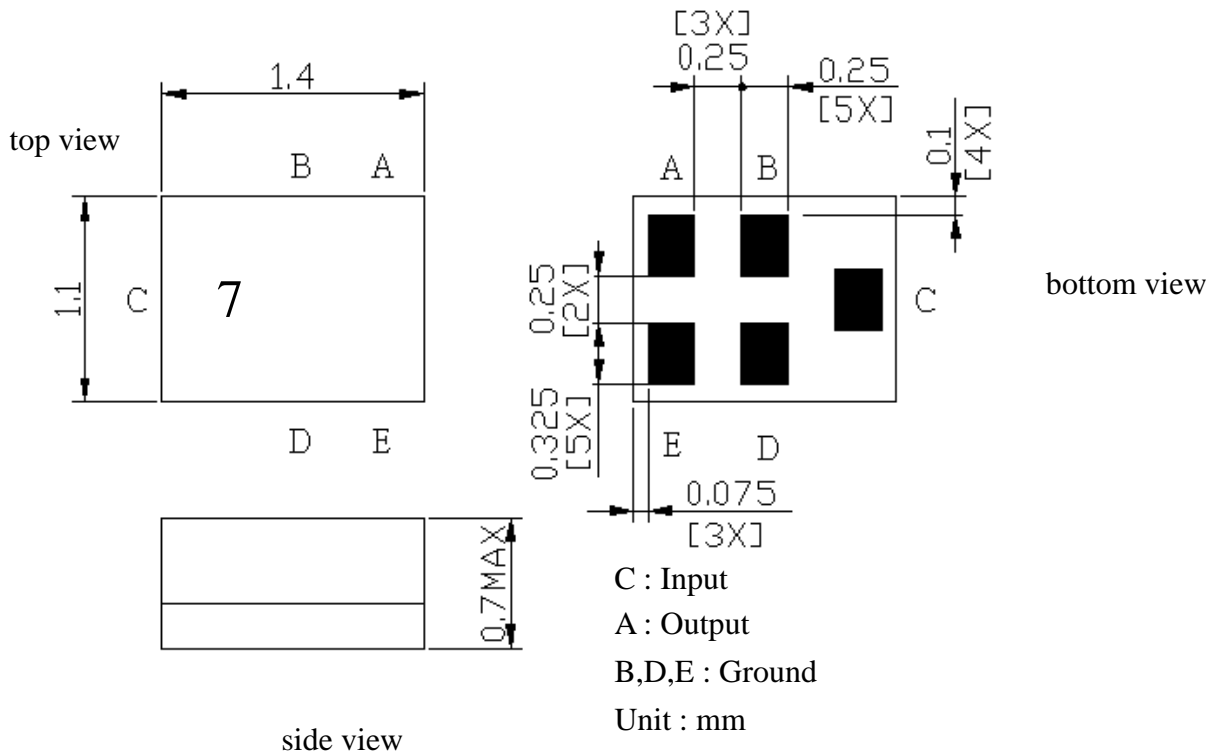 [3X]
0.25
0.25
[5X]
1.4
0.1
[4X]
top view
B A
A B
1.1
C
7
0.25
[2X]
C
bottom view
0.325
[5X]
D E
E D
0.075
[3X]
0.7MAX
C : Input
A : Output
B,D,E : Ground
Unit : mm
side view